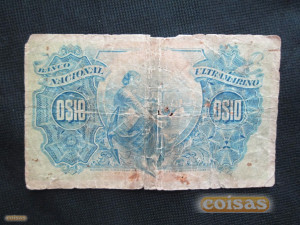 BANCO NACIONAL ULTRAMARINO
0$10 0$10
coisas